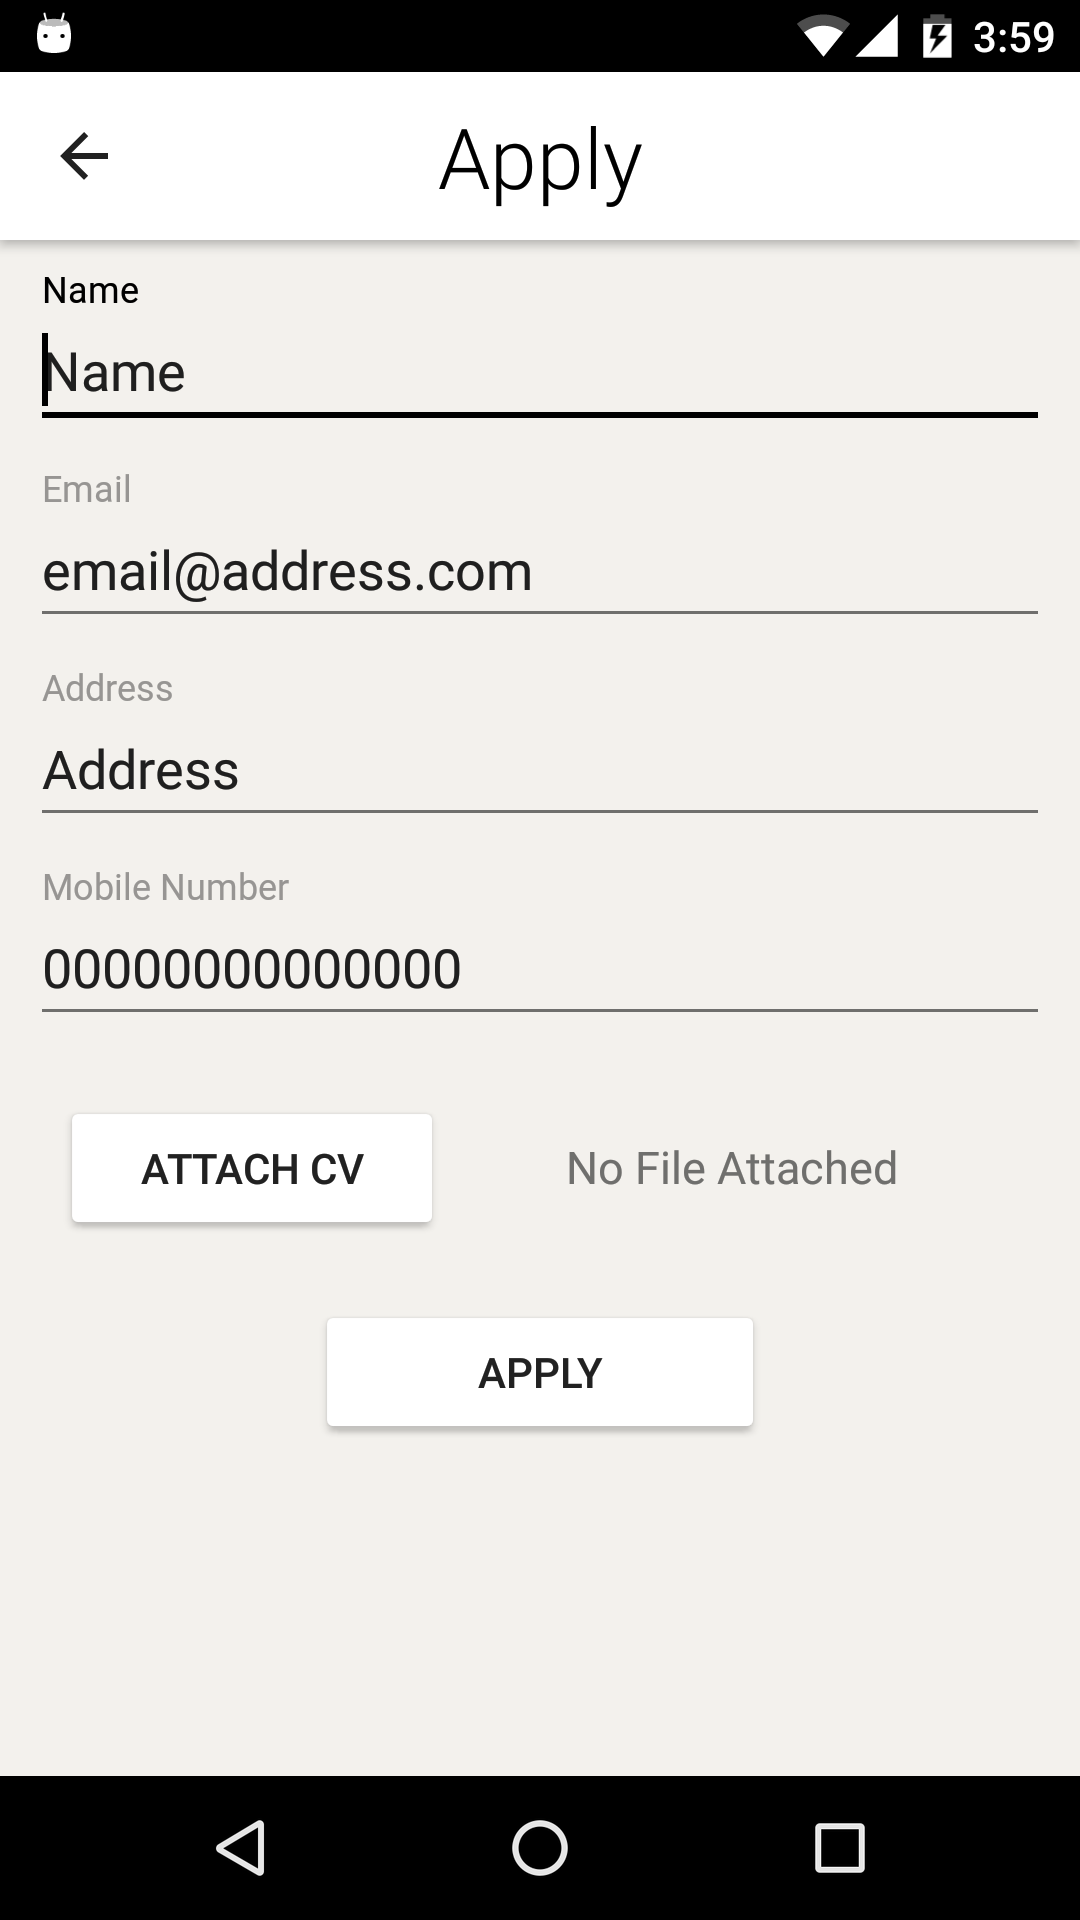 3:59
Apply
Name
Name
Email
email@address.com
Address
Address
Mobile Number
00000000000000
ATTACH CV
No File Attached
APPLY